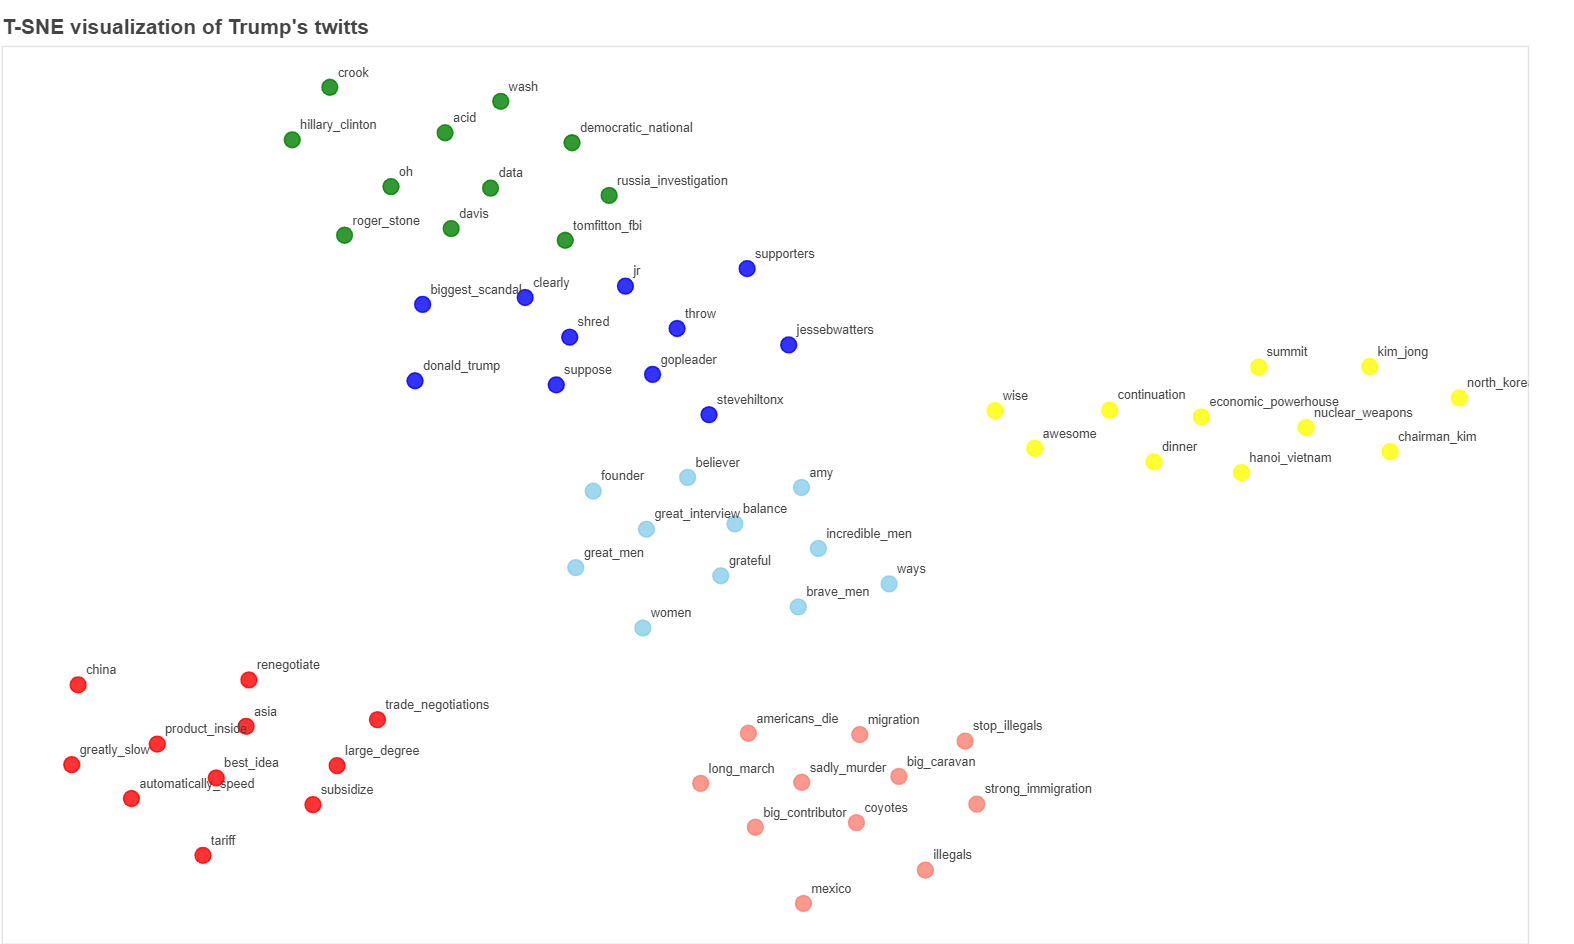 T-SNE visualization of Trump's twitts
crook
wash
acid
hillary_clinton
democratic_national
oh
data
russia_investigation
davis
roger_stone
tomfitton_fbi
supporters
jr
clearly
biggest_scandal
throw
shred
jessebwatters
summit
kim_jong
gopleader
donald_trump
suppose
north_korea
wise
continuation
stevehiltonx
economic_powerhouse
nuclear_weapons
awesome
chairman_kim
dinner
hanoi_vietnam
believer
founder
amy
balance
great_interview
incredible_men
great_men
grateful
ways
brave_men
women
renegotiate
china
trade_negotiations
asia
americans_die
migration
stop_illegals
product_inside
greatly_slow
large_degree
best_idea
big_caravan
sadly_murder
long_march
automatically_speed
subsidize
strong_immigration
coyotes
big_contributor
tariff
illegals
mexico